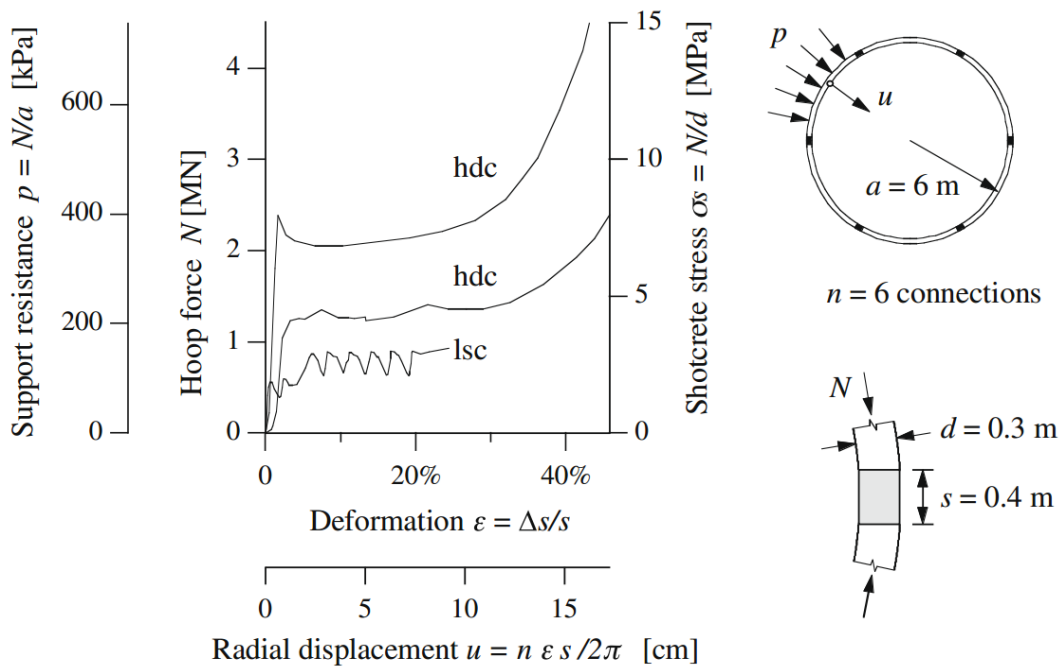 Support resistance p = N/a [kPa]
600
400
200
0
Hoop force N [MN]
4
3
2
1
0
hdc
hdc
lsc
15
10
5
0
Shotcrete stress σs = N/d [MPa]
0 20% 40%
Deformation ε = Δs/s
0 5 10 15
Radial displacement u = n ε s /2π [cm]
p
u
a = 6 m
n = 6 connections
N
d = 0.3 m
s = 0.4 m